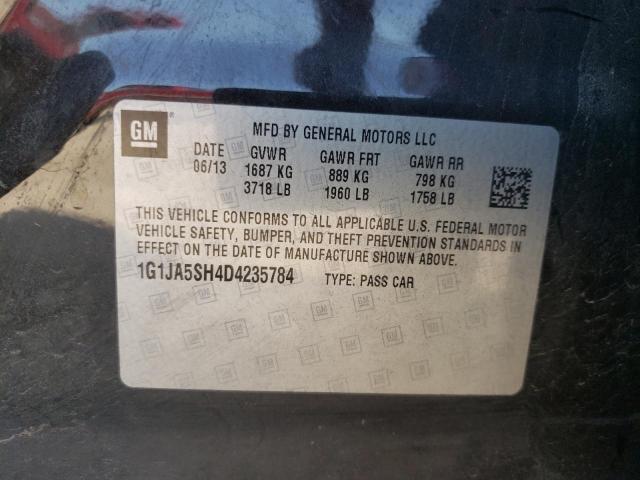 GM
MFD BY GENERAL MOTORS LLC
DATE GVWR GAWR FRT GAWR RR
06/13 1687 KG 889 KG 798 KG
3718 LB 1960 LB 1758 LB
THIS VEHICLE CONFORMS TO ALL APPLICABLE U.S. FEDERAL MOTOR
VEHICLE SAFETY, BUMPER, AND THEFT PREVENTION STANDARDS IN
EFFECT ON THE DATE OF MANUFACTURE SHOWN ABOVE.
1G1JA5SH4D4235784 TYPE: PASS CAR